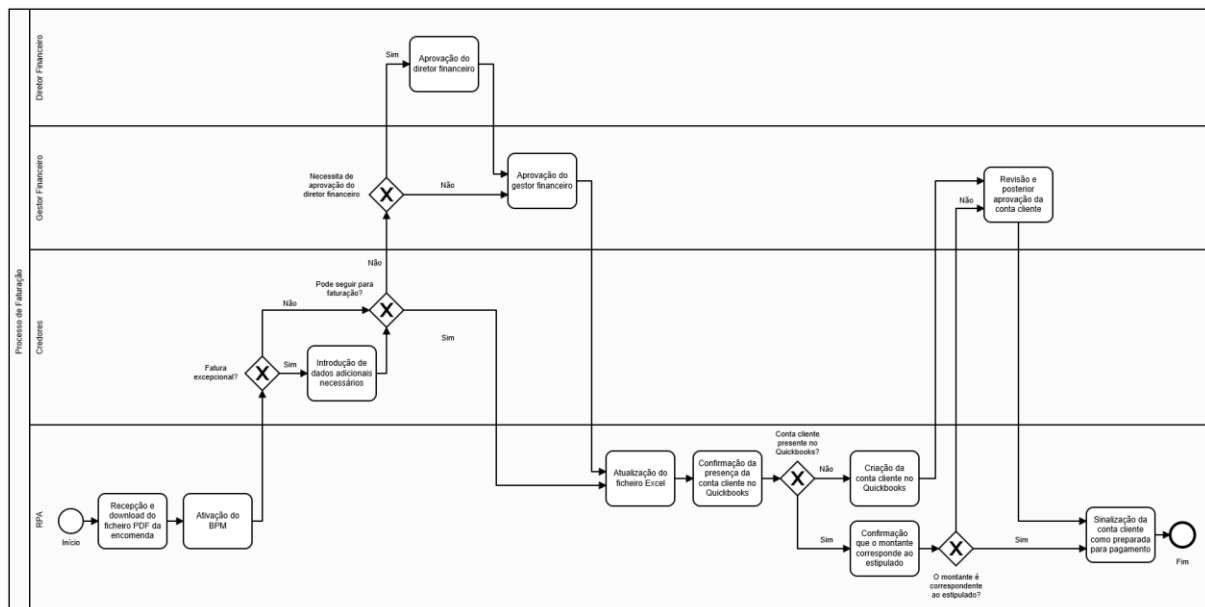 Processo de Faturação
Diretor Financeiro
Sim
Aprovação do
diretor financeiro
Gestor Financeiro
Necessita de
aprovação do
diretor financeiro
Não
Aprovação do
gestor financeiro
Revisão e
posterior
aprovação da
conta cliente
Não
Credores
Não
Pode seguir para
faturação?
Não
Sim
Fatura
excepcional?
Sim
Introdução de
dados adicionais
necessários
RPA
Início
Recepção e
download do
ficheiro PDF da
encomenda
Ativação do
BPM
Atualização do
ficheiro Excel
Confirmação da
presença da
conta cliente no
Quickbooks
Conta cliente
presente no
Quickbooks?
Não
Criação da
conta cliente no
Quickbooks
Sim
Confirmação
que o montante
corresponde ao
estipulado
O montante é
correspondente
ao estipulado?
Sim
Sinalização da
conta cliente
como preparada
para pagamento
Fim